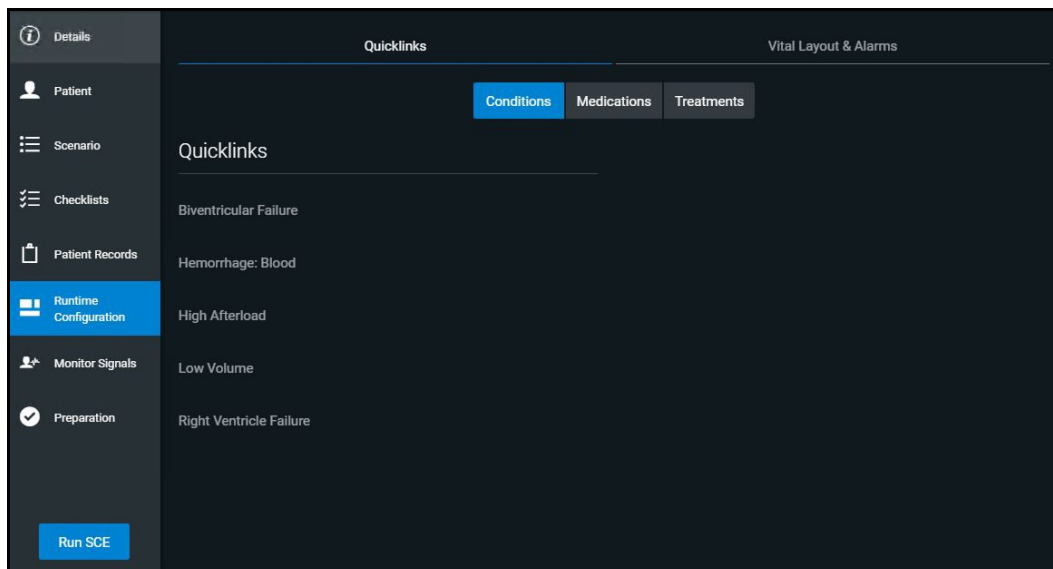 Details
Patient
Scenario
Checklists
Patient Records
Runtime
Configuration
Monitor Signals
Preparation
Run SCE
Quicklinks
Vital Layout & Alarms
Conditions
Medications
Treatments
Quicklinks
Biventricular Failure
Hemorrhage: Blood
High Afterload
Low Volume
Right Ventricle Failure